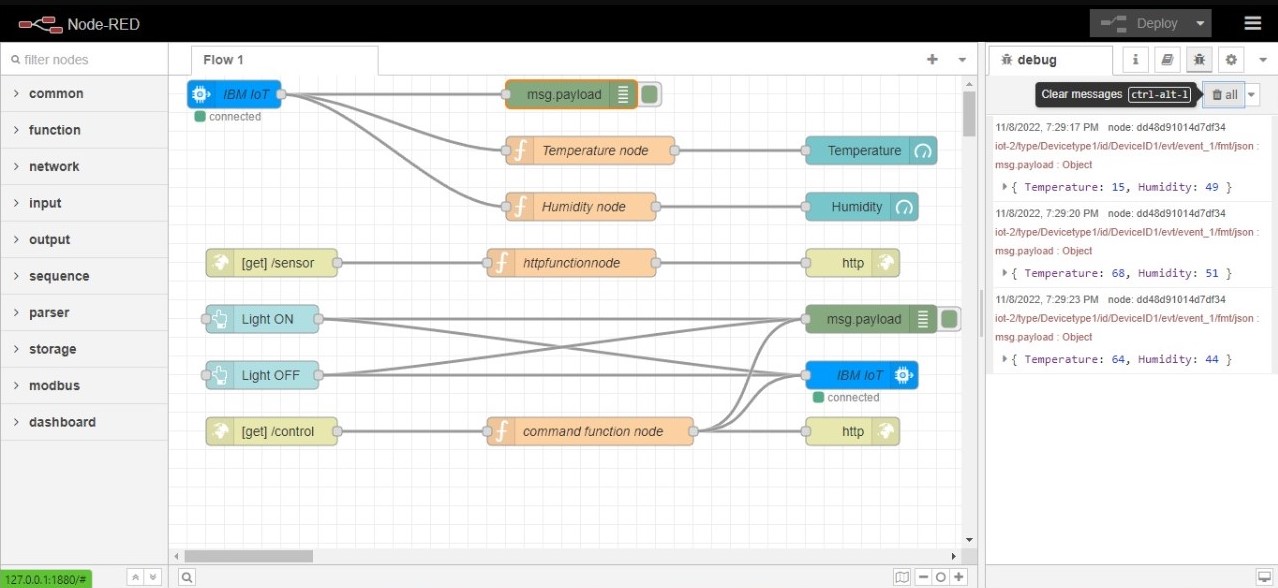 Node-RED
Deploy
filter nodes
Flow 1
debug
i
common
function
network
input
output
sequence
parser
storage
modbus
dashboard
IBM IoT
connected
msg.payload
Temperature node
Temperature
Humidity node
Humidity
[get] /sensor
httpfunctionnode
http
Light ON
msg.payload
Light OFF
IBM IoT
connected
[get] /control
command function node
http
Clear messages ctrl-alt-l
all
11/8/2022, 7:29:17 PM node: dd48d91014d7df34
iot-2/type/Devicetype1/id/DeviceID1/evt/event_1/fmt/json :
msg.payload : Object
{ Temperature: 15, Humidity: 49 }
11/8/2022, 7:29:20 PM node: dd48d91014d7df34
iot-2/type/Devicetype1/id/DeviceID1/evt/event_1/fmt/json :
msg.payload : Object
{ Temperature: 68, Humidity: 51 }
11/8/2022, 7:29:23 PM node: dd48d91014d7df34
iot-2/type/Devicetype1/id/DeviceID1/evt/event_1/fmt/json :
msg.payload : Object
{ Temperature: 64, Humidity: 44 }
127.0.0.1:1880/#